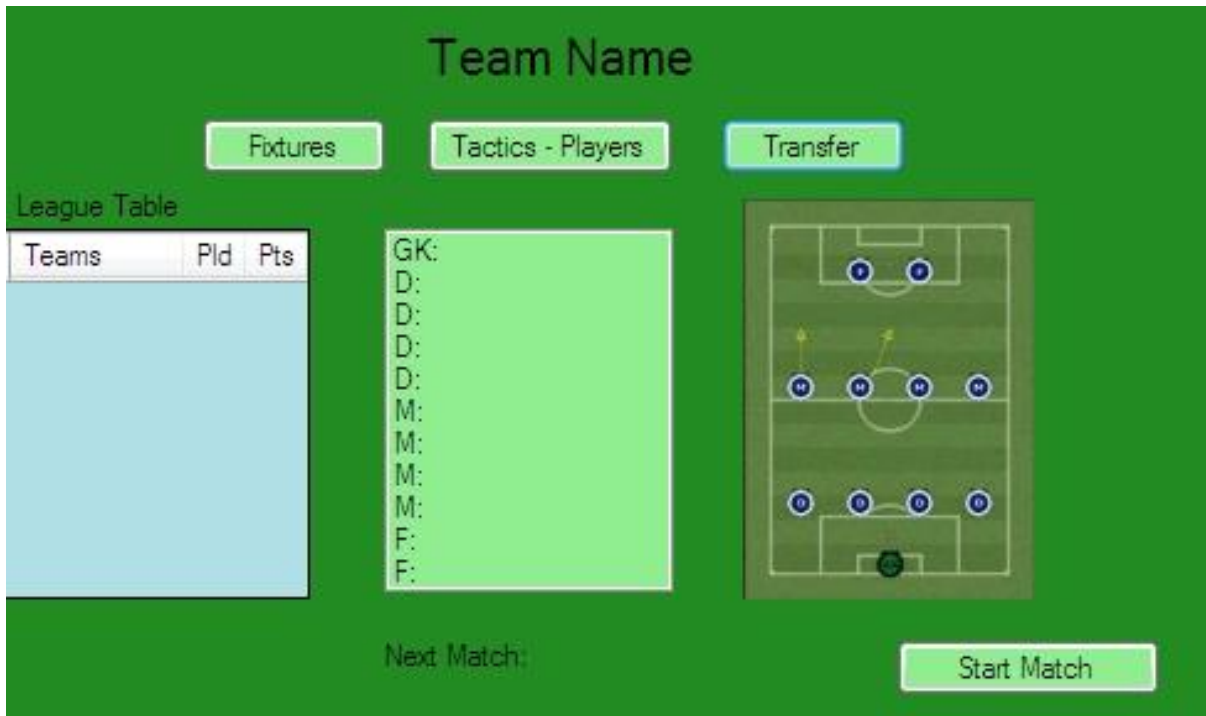 Team Name
Fixtures
Tactics - Players
Transfer
League Table
Teams Pld Pts
GK:
D:
D:
D:
D:
M:
M:
M:
M:
F:
F:
F F
M M M M
D D D D
Next Match:
Start Match